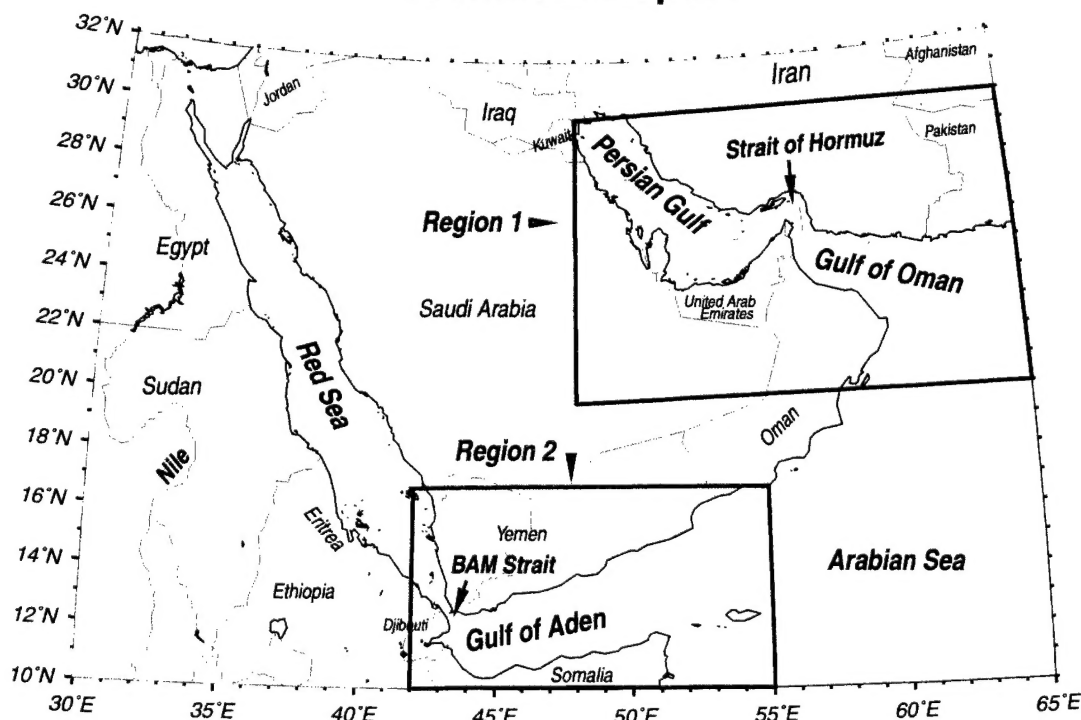 32°N
30°N
28°N
26°N
24°N
22°N
20°N
18°N
16°N
14°N
12°N
10°N
30°E
35°E
40°E
45°E
50°E
55°E
60°E
65°E
Jordan
Iraq
Iran
Afghanistan
Pakistan
Kuwait
Strait of Hormuz
Persian Gulf
Region 1
Gulf of Oman
Egypt
Saudi Arabia
United Arab
Emirates
Red Sea
Sudan
Oman
Region 2
Nile
Eritrea
Yemen
BAM Strait
Arabian Sea
Ethiopia
Djibouti
Gulf of Aden
Somalia